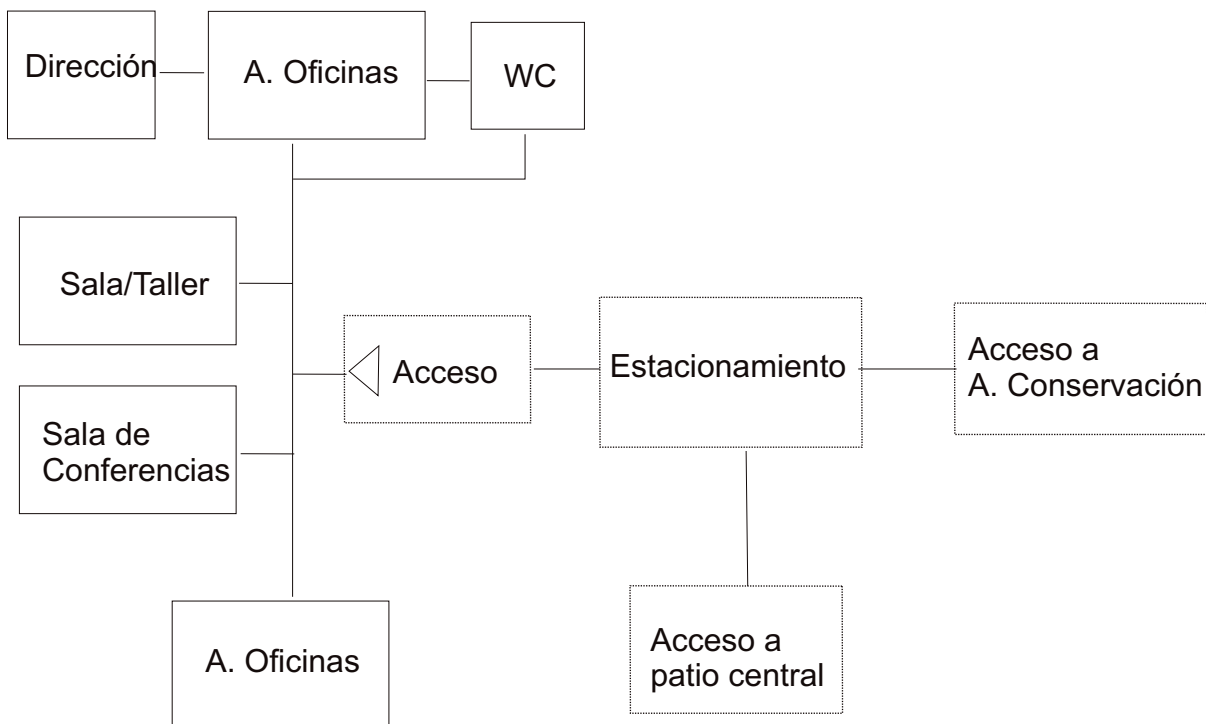 Dirección
A. Oficinas
WC
Sala/Taller
Acceso
Estacionamiento
Acceso a
A. Conservación
Sala de
Conferencias
A. Oficinas
Acceso a
patio central